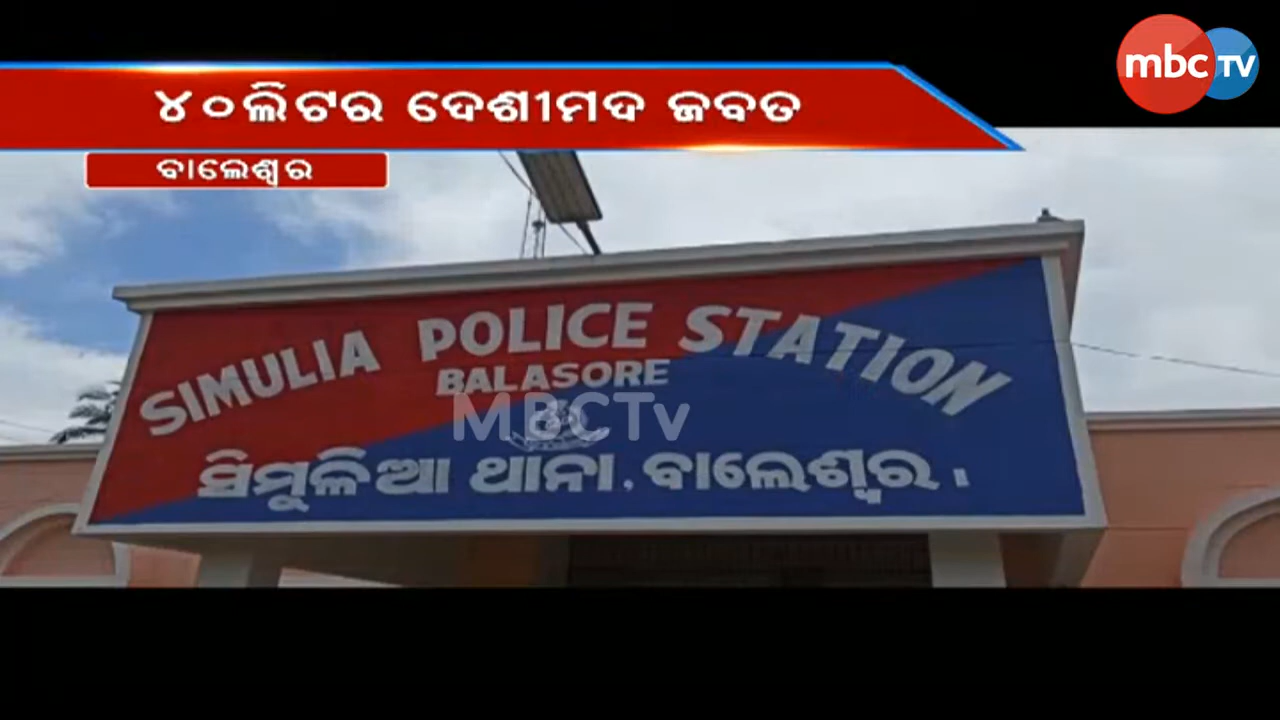 mbc TV
୪୦ଲିଟର ଦେଶୀମଦ ଜବତ
ବାଲେଶ୍ୱର
SIMULIA POLICE STATION
BALASORE
MBCTv
ସିମୁଳିଆ ଥାନା, ବାଲେଶ୍ୱର ।